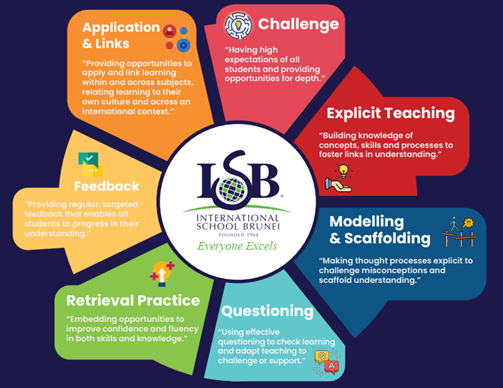 Application
& Links
“Providing opportunities to
apply and link learning
within and across subjects,
relating learning to their
own culture and across an
international context.”
Challenge
“Having high
expectations of all
students and providing
opportunities for depth.”
Explicit Teaching
“Building knowledge of
concepts, skills and processes to
foster links in understanding.”
Modelling
& Scaffolding
“Making thought processes explicit to
challenge misconceptions and
scaffold understanding.”
Questioning
“Using effective
questioning to check learning
and adapt teaching to
challenge or support.”
Q
A
Retrieval Practice
“Embedding opportunities to
improve confidence and fluency
in both skills and knowledge.”
Feedback
“Providing regular, targeted
feedback that enables all
students to progress in their
understanding.”
ISB
INTERNATIONAL
SCHOOL BRUNEI
FOUNDED 1964
Everyone Excels